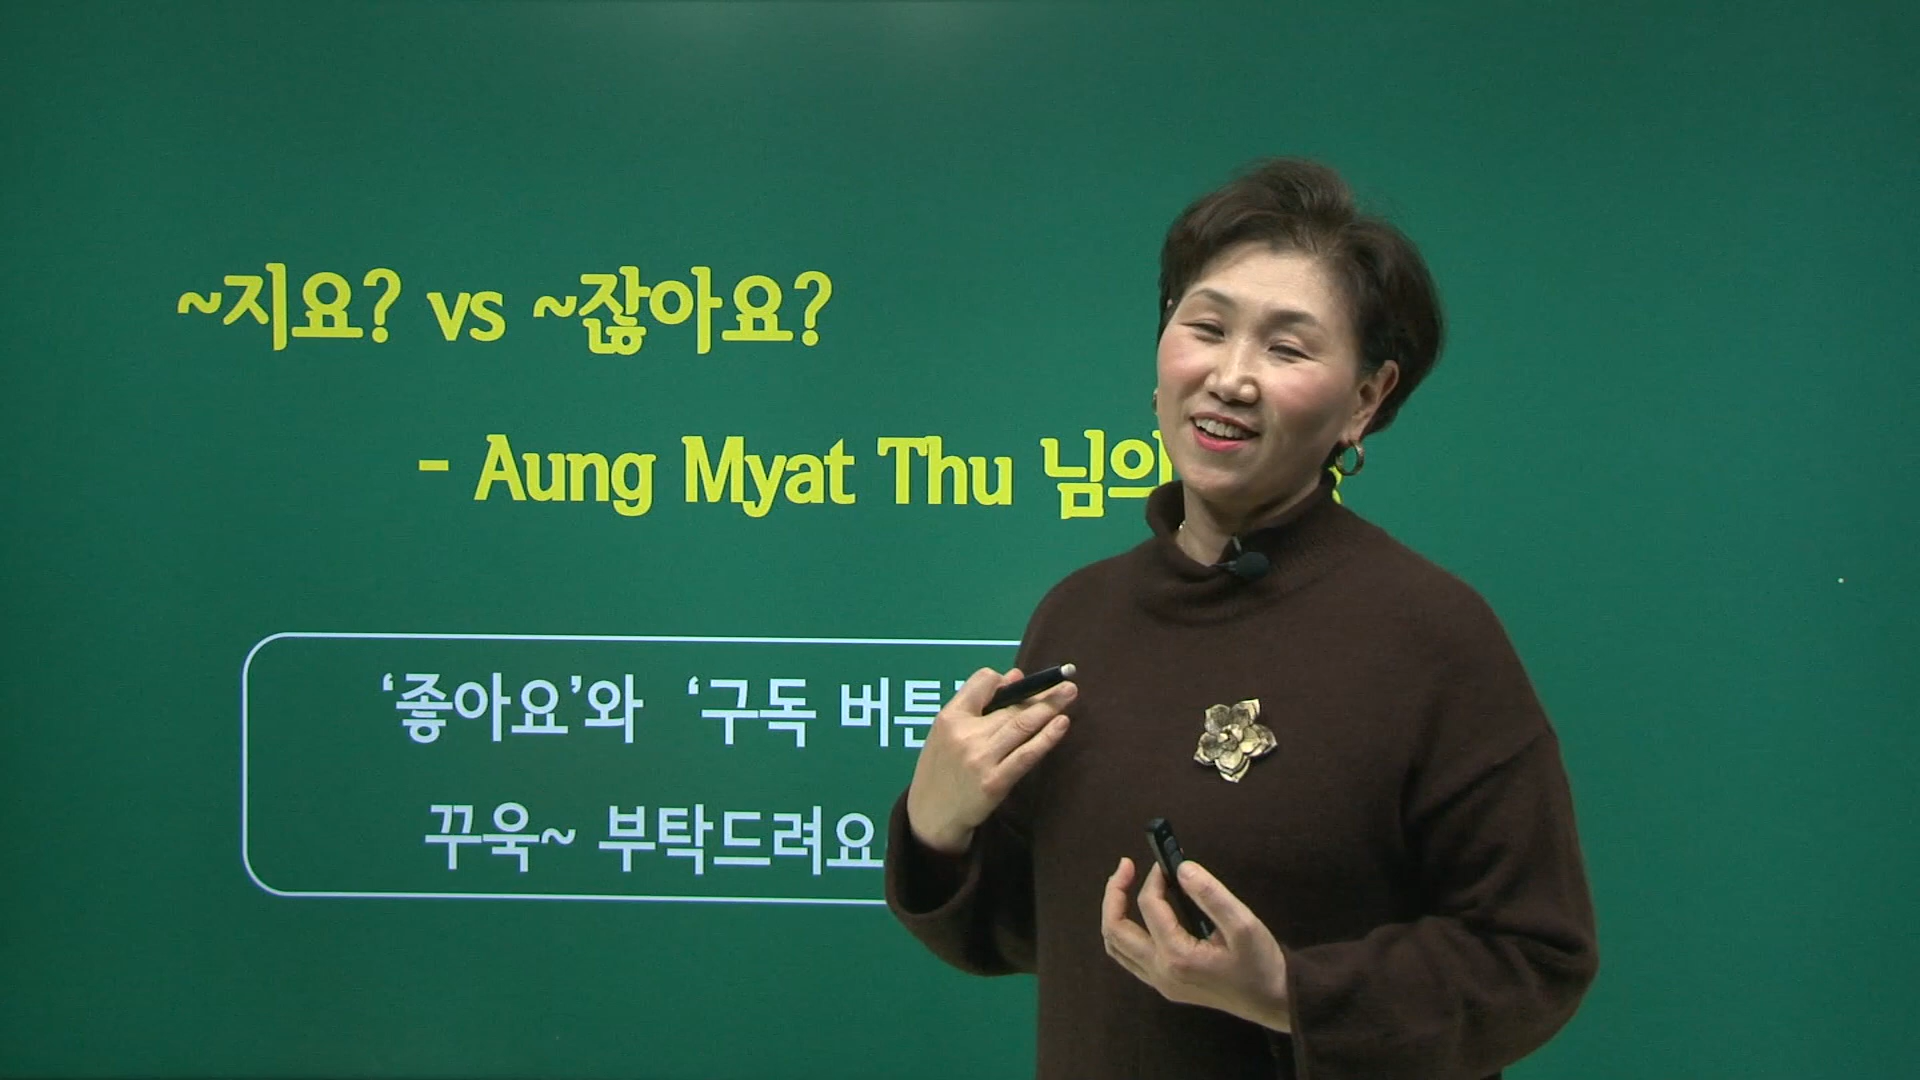 ~지요? vs ~잖아요?
- Aung Myat Thu 님의
‘좋아요’와 ‘구독 버튼’
꾸욱~ 부탁드려요